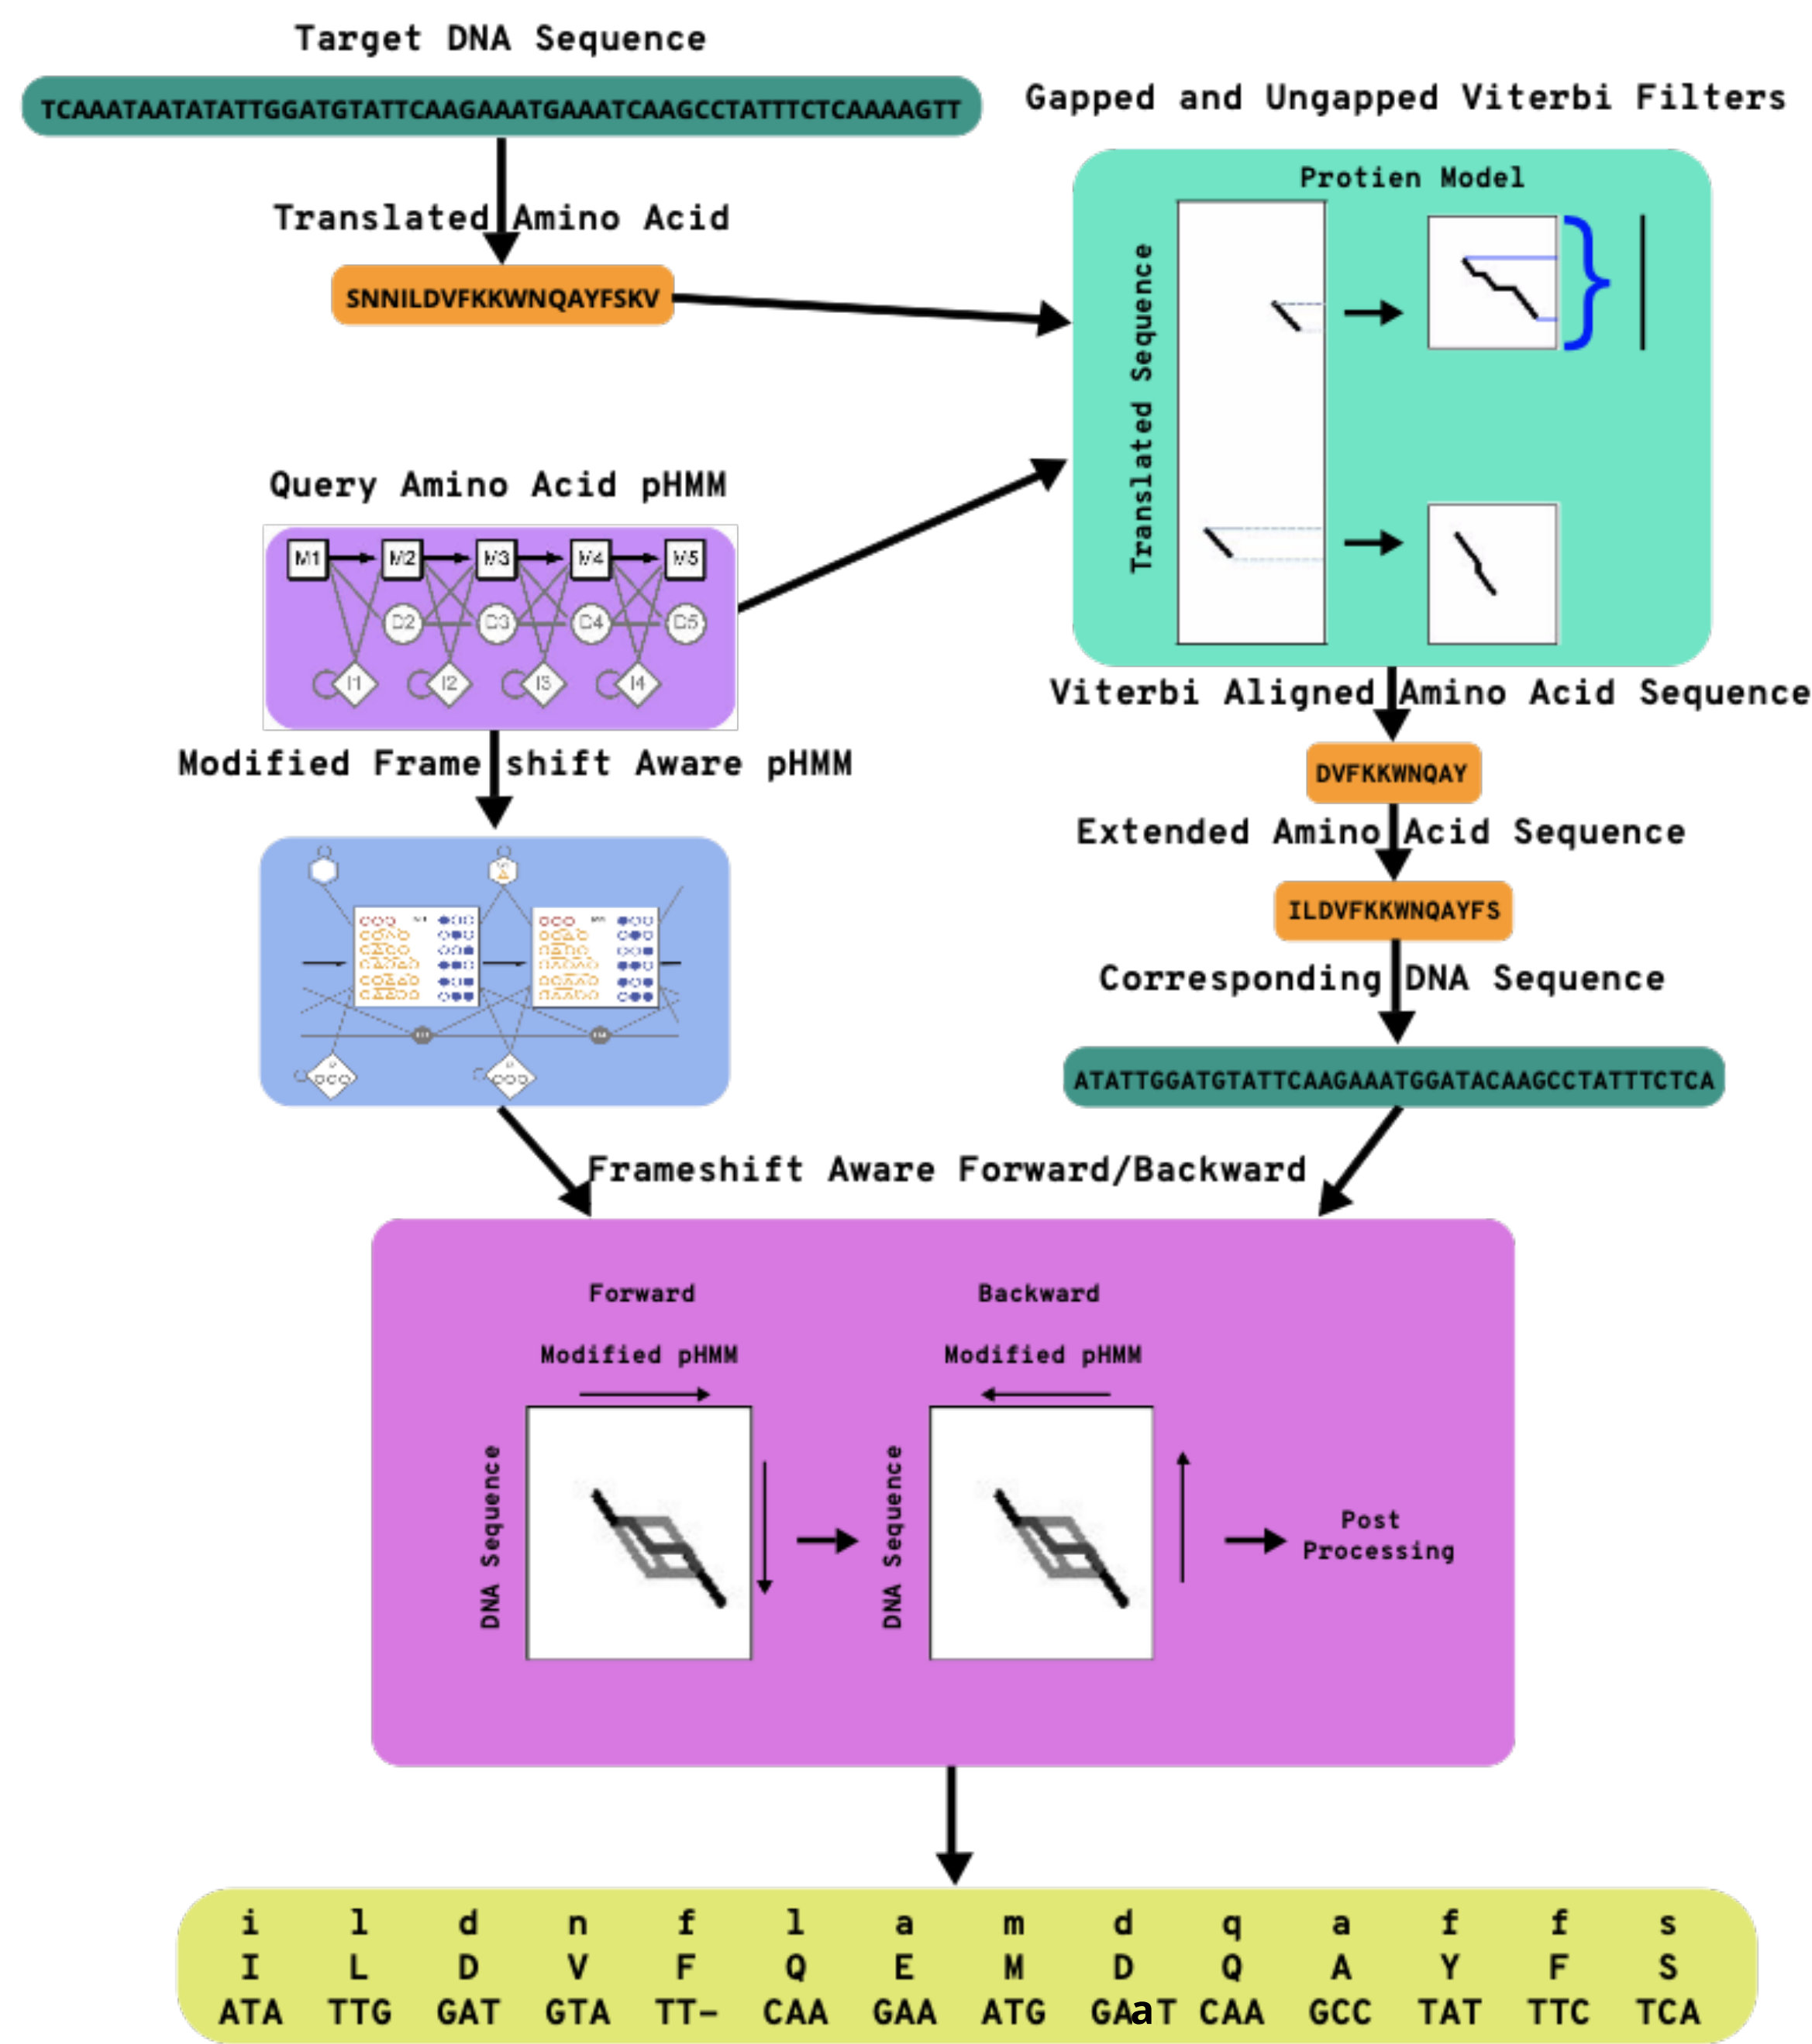 Target DNA Sequence
TCAAATAATATATTGGATGTATTCAAGAAATGAAATCAAGCCTATTTCTCAAAAGTT
Translated Amino Acid
SNNILDVFKKWNQAYFSKV
Gapped and Ungapped Viterbi Filters
Protien Model
Translated Sequence
Query Amino Acid pHMM
M1 M2 M3 M4 M5
D2 D3 D4 D5
I1 I2 I3 I4
Modified Frame shift Aware pHMM
Viterbi Aligned Amino Acid Sequence
DVFKKWNQAY
Extended Amino Acid Sequence
ILDVFKKWNQAYFS
Corresponding DNA Sequence
ATATTGGATGTATTCAAGAAATGGATACAAGCCTATTTCTCA
Frameshift Aware Forward/Backward
Forward
Modified pHMM
DNA Sequence
Backward
Modified pHMM
DNA Sequence
Post
Processing
i l d n f l a m d q a f f s
I L D V F Q E M D Q A Y F S
ATA TTG GAT GTA TT- CAA GAA ATG GAaT CAA GCC TAT TTC TCA